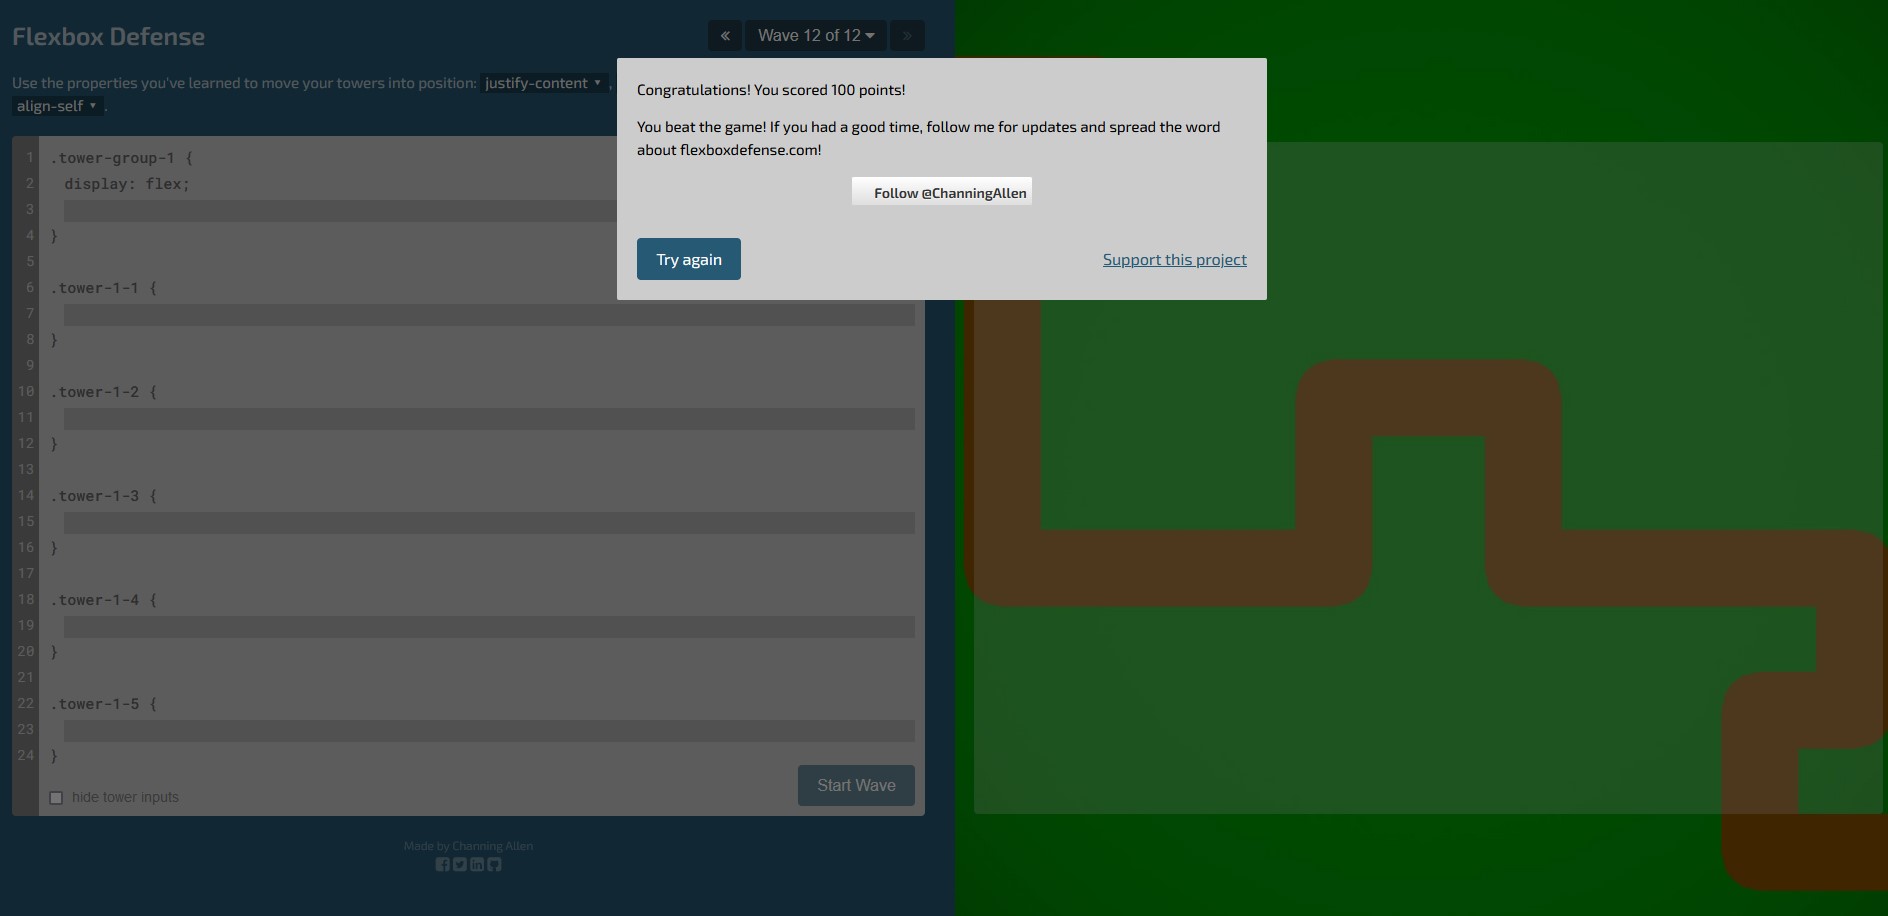 Flexbox Defense
«
Wave 12 of 12
»
Use the properties you've learned to move your towers into position: justify-content ▾,
align-self ▾.
Congratulations! You scored 100 points!
You beat the game! If you had a good time, follow me for updates and spread the word
about flexboxdefense.com!
Follow @ChanningAllen
Try again
Support this project
1 .tower-group-1 {
2 display: flex;
3
4 }
5
6 .tower-1-1 {
7
8 }
9
10 .tower-1-2 {
11
12 }
13
14 .tower-1-3 {
15
16 }
17
18 .tower-1-4 {
19
20 }
21
22 .tower-1-5 {
23
24 }
hide tower inputs
Start Wave
Made by Channing Allen